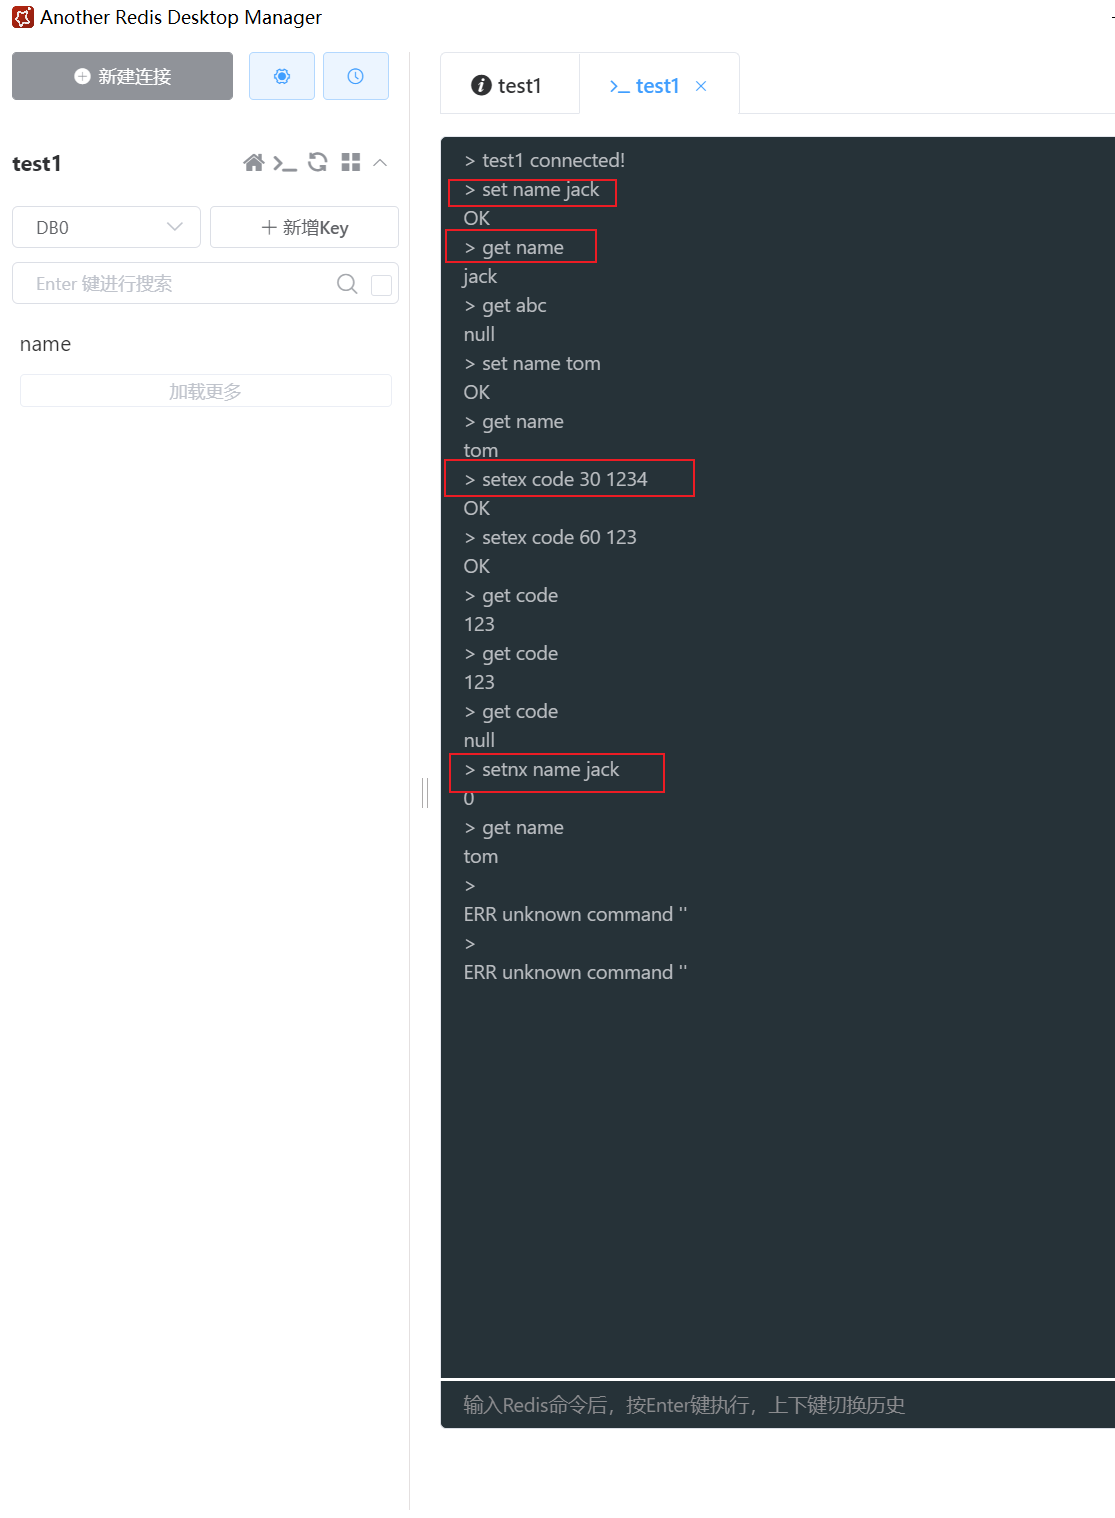 Another Redis Desktop Manager
新建连接
test1
DB0
新增Key
Enter 键进行搜索
name
加载更多
test1
>_ test1 ×
> test1 connected!
> set name jack
OK
> get name
jack
> get abc
null
> set name tom
OK
> get name
tom
> setex code 30 1234
OK
> setex code 60 123
OK
> get code
123
> get code
123
> get code
null
> setnx name jack
0
> get name
tom
>
ERR unknown command ''
>
ERR unknown command ''
输入Redis命令后，按Enter键执行，上下键切换历史